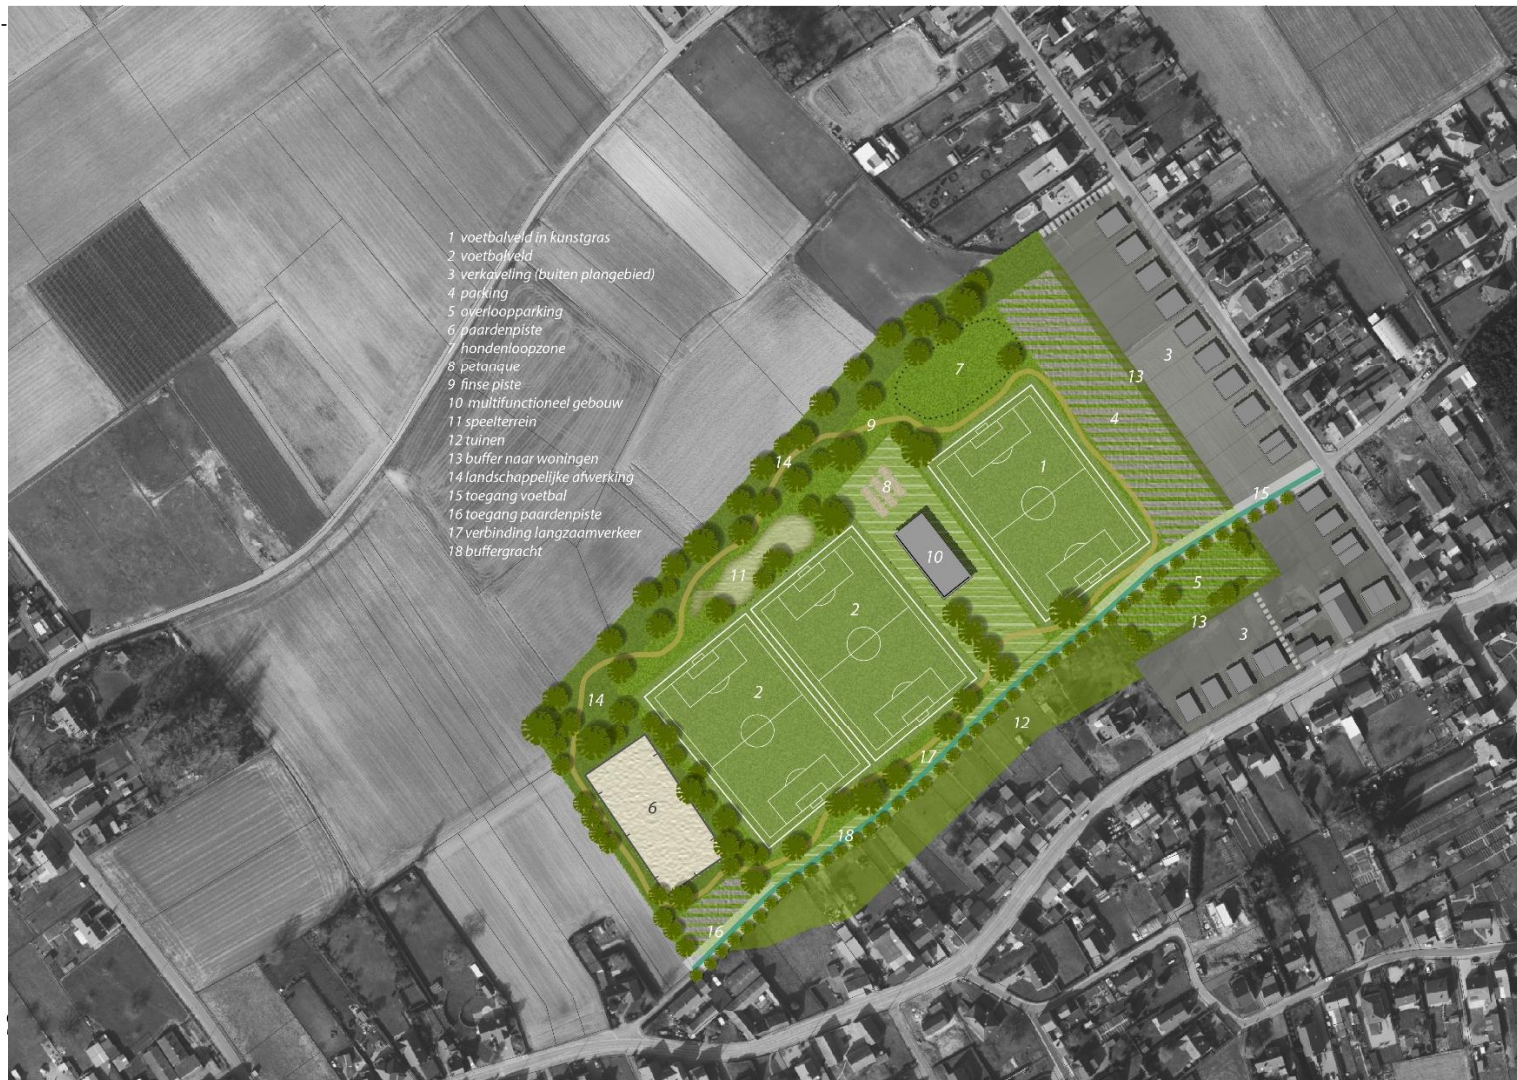 1 voetbalveld in kunstgras
2 voetbalveld
3 verkaveling (buiten plangebied)
4 parking
5 overloopparking
6 paardenpiste
7 hondenloopzone
8 petanque
9 finse piste
10 multifunctioneel gebouw
11 speelterrein
12 tuinen
13 buffer naar woningen
14 landschappelijke afwerking
15 toegang voetbal
16 toegang paardenpiste
17 verbinding langzaamverkeer
18 buffergracht
3
7
13
4
9
14
1
8
15
10
11
5
2
13
3
2
14
12
17
6
18
16